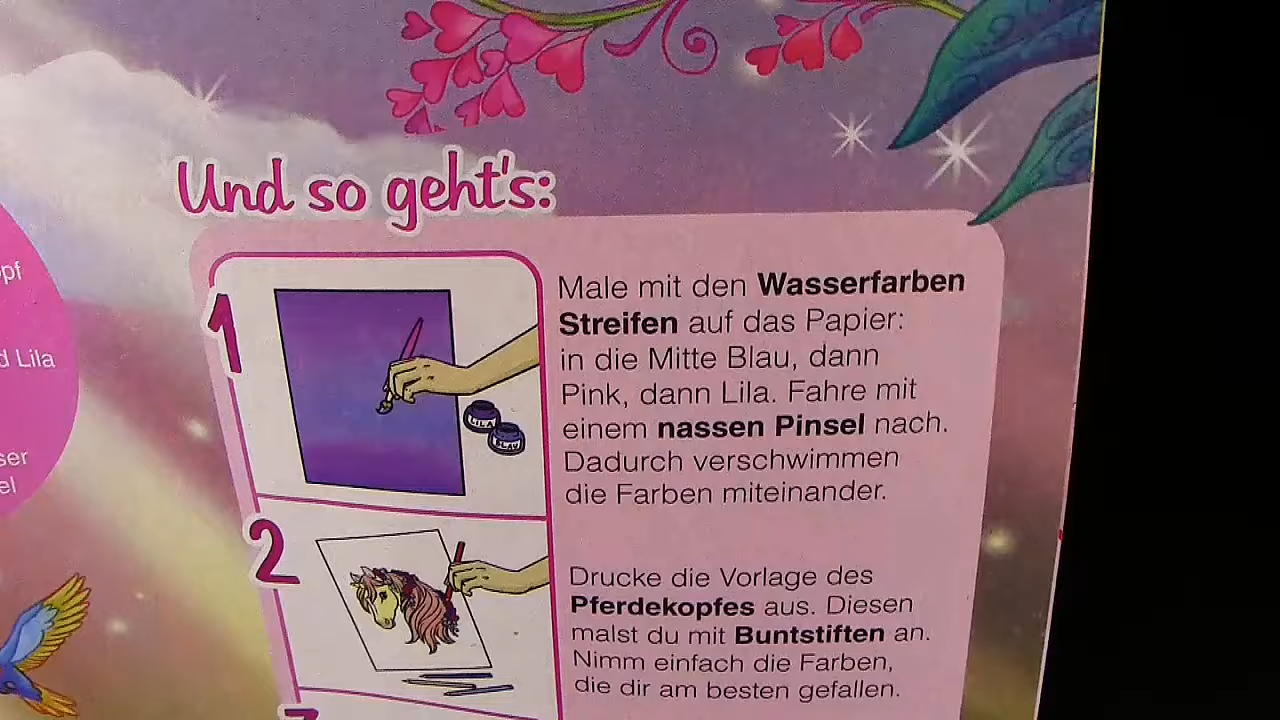 Und so geht's:
pf
d Lila
ser
el
1
Male mit den Wasserfarben
Streifen auf das Papier:
in die Mitte Blau, dann
Pink, dann Lila. Fahre mit
einem nassen Pinsel nach.
Dadurch verschwimmen
die Farben miteinander.
LILA
BLAU
2
Drucke die Vorlage des
Pferdekopfes aus. Diesen
malst du mit Buntstiften an.
Nimm einfach die Farben,
die dir am besten gefallen.